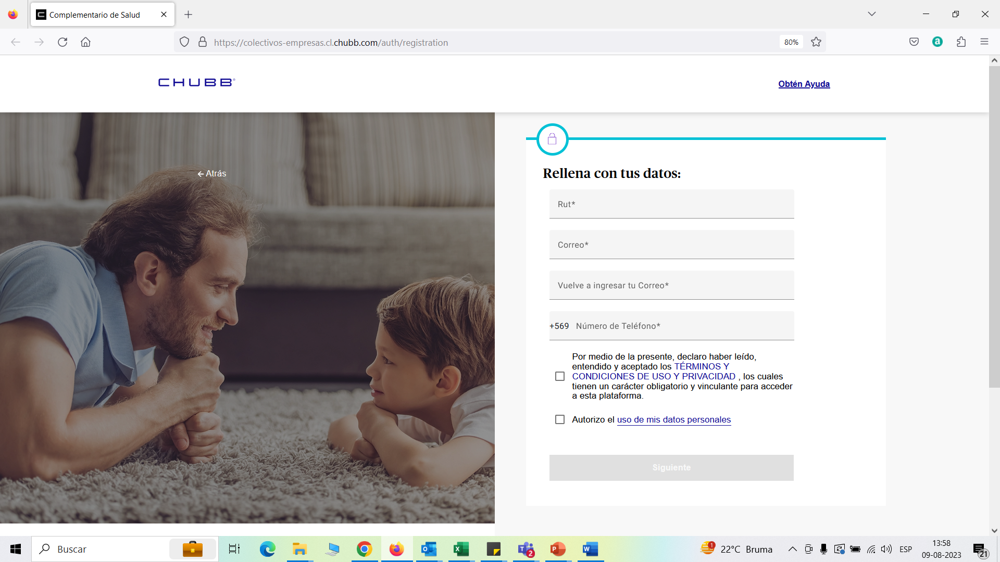 Complementario de Salud
https://colectivos-empresas.cl.chubb.com/auth/registration
80%
a
CHUBB®
Obtén Ayuda
Atrás
Rellena con tus datos:
Rut*
Correo*
Vuelve a ingresar tu Correo*
+569 Número de Teléfono*
Por medio de la presente, declaro haber leído,
entendido y aceptado los TÉRMINOS Y
CONDICIONES DE USO Y PRIVACIDAD , los cuales
tienen un carácter obligatorio y vinculante para acceder
a esta plataforma.
Autorizo el uso de mis datos personales
Siguiente
Buscar
2
1
22°C Bruma
ESP
13:58
09-08-2023
21